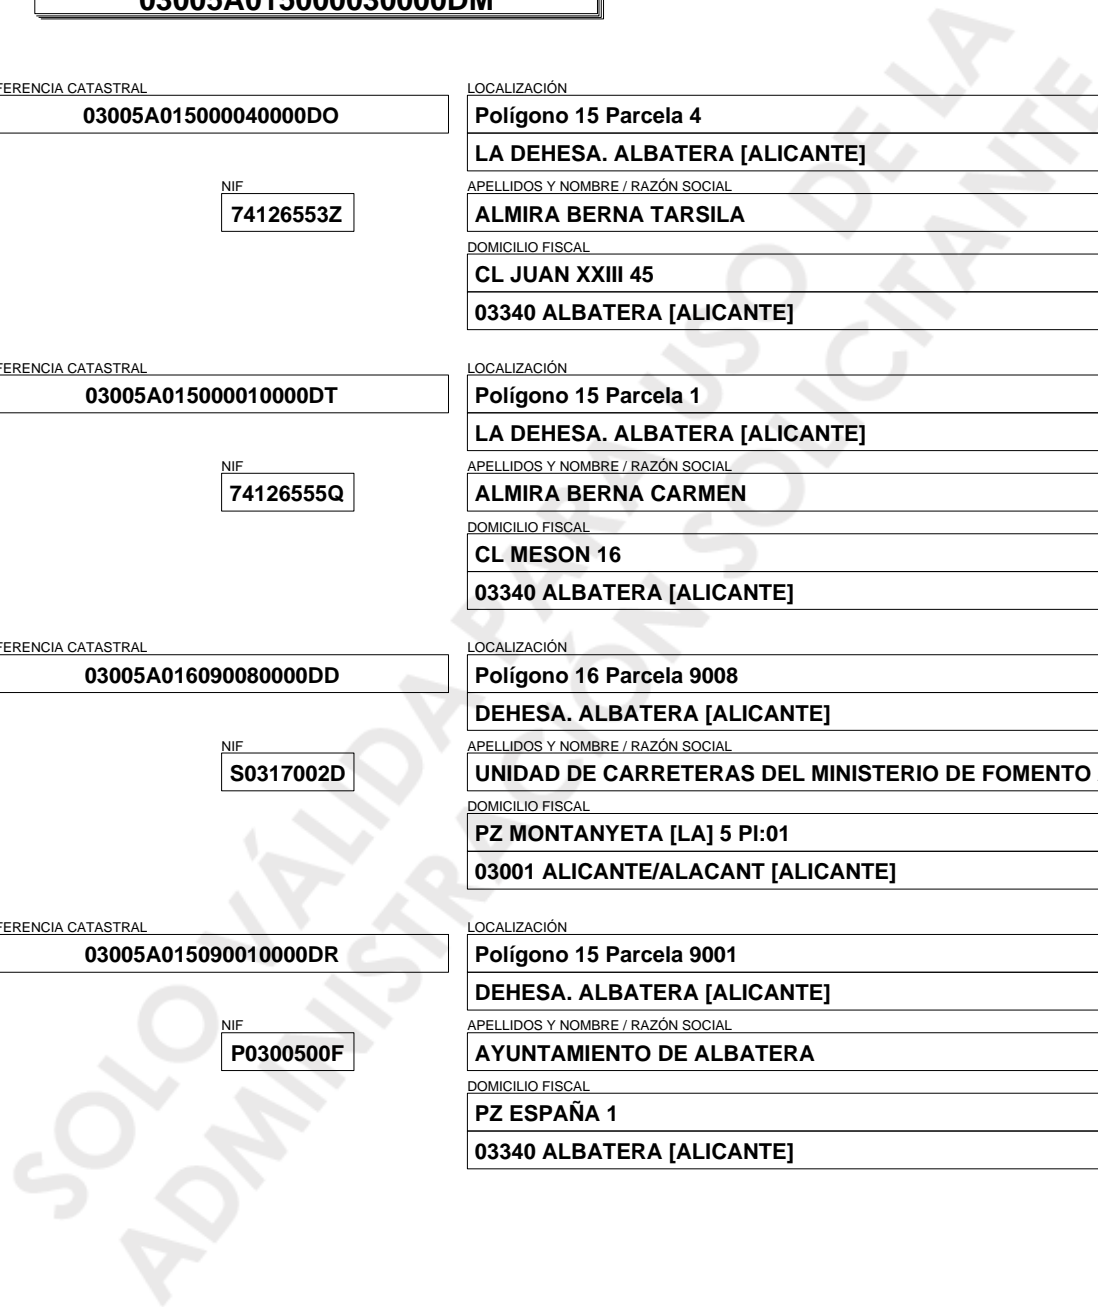 03005A015000030000DM
FERENCIA CATASTRAL LOCALIZACIÓN
03005A015000040000DO Polígono 15 Parcela 4
LA DEHESA. ALBATERA [ALICANTE]
NIF APELLIDOS Y NOMBRE / RAZÓN SOCIAL
74126553Z ALMIRA BERNA TARSILA
DOMICILIO FISCAL
CL JUAN XXIII 45
03340 ALBATERA [ALICANTE]
FERENCIA CATASTRAL LOCALIZACIÓN
03005A015000010000DT Polígono 15 Parcela 1
LA DEHESA. ALBATERA [ALICANTE]
NIF APELLIDOS Y NOMBRE / RAZÓN SOCIAL
74126555Q ALMIRA BERNA CARMEN
DOMICILIO FISCAL
CL MESON 16
03340 ALBATERA [ALICANTE]
FERENCIA CATASTRAL LOCALIZACIÓN
03005A016090080000DD Polígono 16 Parcela 9008
DEHESA. ALBATERA [ALICANTE]
NIF APELLIDOS Y NOMBRE / RAZÓN SOCIAL
S0317002D UNIDAD DE CARRETERAS DEL MINISTERIO DE FOMENTO
DOMICILIO FISCAL
PZ MONTANYETA [LA] 5 Pl:01
03001 ALICANTE/ALACANT [ALICANTE]
FERENCIA CATASTRAL LOCALIZACIÓN
03005A015090010000DR Polígono 15 Parcela 9001
DEHESA. ALBATERA [ALICANTE]
NIF APELLIDOS Y NOMBRE / RAZÓN SOCIAL
P0300500F AYUNTAMIENTO DE ALBATERA
DOMICILIO FISCAL
PZ ESPAÑA 1
03340 ALBATERA [ALICANTE]
SOLO VÁLIDA PARA USO DE LA
ADMINISTRACIÓN SOLICITANTE